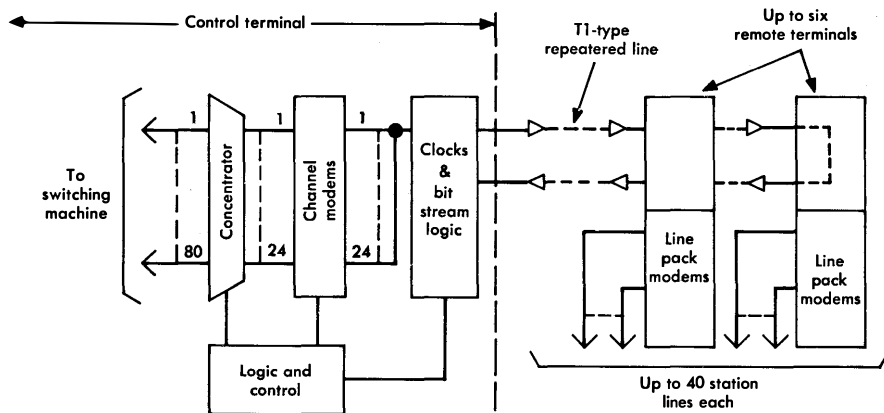 Control terminal
T1-type
repeatered line
Up to six
remote terminals
To
switching
machine
1
80
Concentrator
1
24
Channel
modems
1
24
Clocks &
bit
stream
logic
Logic and
control
Line
pack
modems
Line
pack
modems
Up to 40 station
lines each